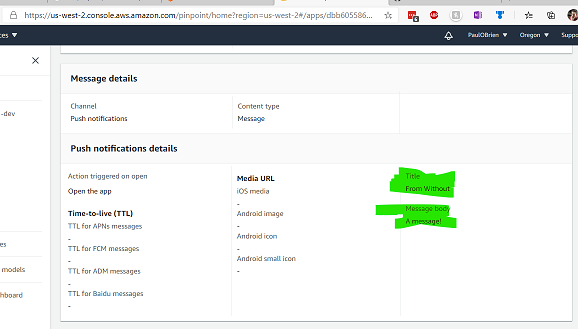 https://us-west-2.console.aws.amazon.com/pinpoint/home?region=us-west-2#/apps/dbb605586...
ces
PaulOBrien
Oregon
Suppo
-dev
es
models
hboard
Message details
Channel
Push notifications
Content type
Message
Push notifications details
Action triggered on open
Open the app
Time-to-live (TTL)
TTL for APNs messages
-
TTL for FCM messages
-
TTL for ADM messages
-
TTL for Baidu messages
-
Media URL
iOS media
-
Android image
-
Android icon
-
Android small icon
-
Title
From Without
Message body
A message!